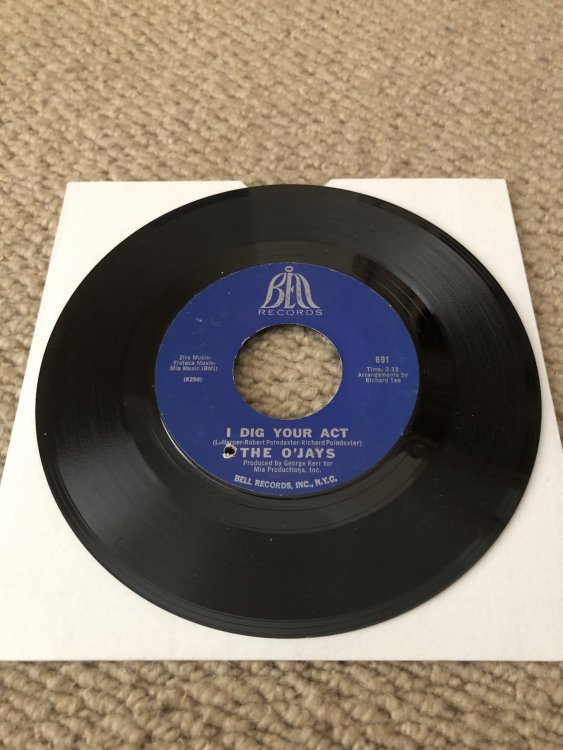 BELL
RECORDS
Zira Music-
Floteca Music-
Mia Music (BMI)
(8250)
691
Time-2-12
Arrangements by
Richard Tee
I DIG YOUR ACT
(L. Harper-Robert Poindexter-Richard Poindexter)
THE O'JAYS
Produced by George Kerr for
Mia Productions, Inc.
BELL RECORDS, INC., N.Y.C.